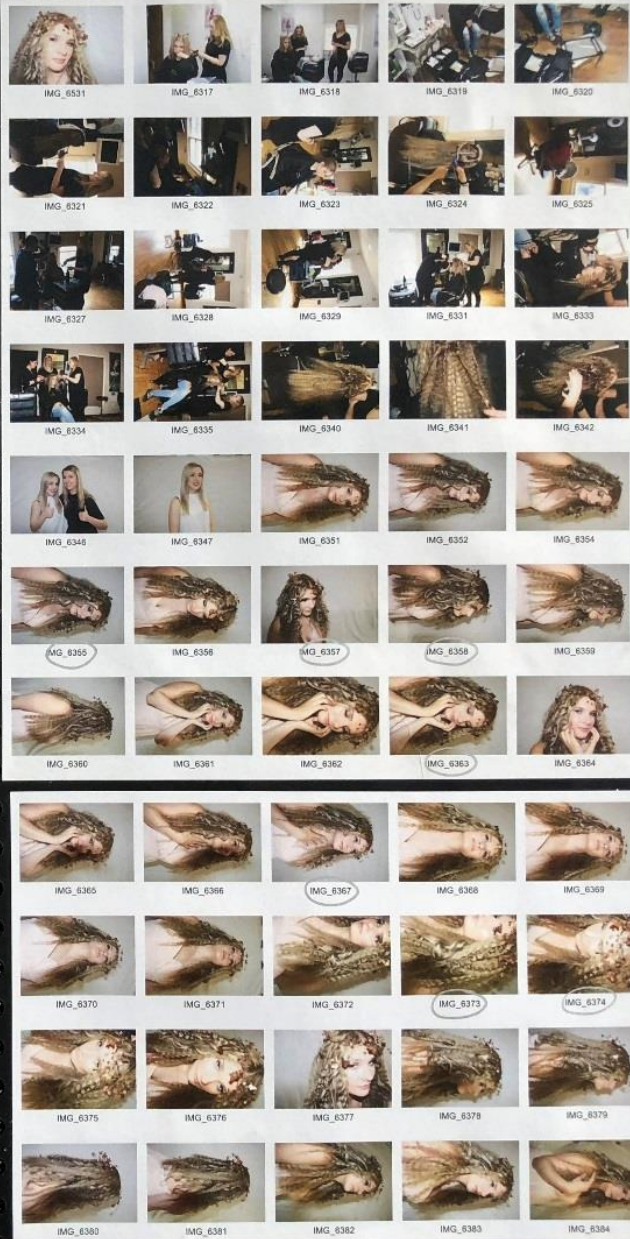 IMG_6531 IMG_6317 IMG_6318 IMG_6319 IMG_6320
IMG_6321 IMG_6322 IMG_6323 IMG_6324 IMG_6325
IMG_6327 IMG_6328 IMG_6329 IMG_6331 IMG_6333
IMG_6334 IMG_6335 IMG_6340 IMG_6341 IMG_6342
IMG_6346 IMG_6347 IMG_6351 IMG_6352 IMG_6354
IMG_6355 IMG_6356 IMG_6357 IMG_6358 IMG_6359
IMG_6360 IMG_6361 IMG_6362 IMG_6363 IMG_6364
IMG_6365 IMG_6366 IMG_6367 IMG_6368 IMG_6369
IMG_6370 IMG_6371 IMG_6372 IMG_6373 IMG_6374
IMG_6375 IMG_6376 IMG_6377 IMG_6378 IMG_6379
IMG_6380 IMG_6381 IMG_6382 IMG_6383 IMG_6384